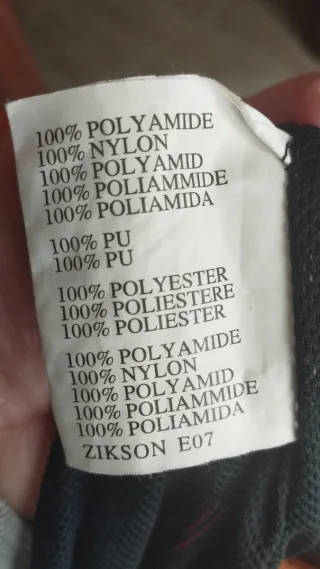 100% POLYAMIDE
100% NYLON
100% POLYAMID
100% POLIAMMIDE
100% POLIAMIDA
100% PU
100% PU
100% POLYESTER
100% POLIESTERE
100% POLIESTER
100% POLYAMIDE
100% NYLON
100% POLYAMID
100% POLIAMMIDE
100% POLIAMIDA
ZIKSON E07